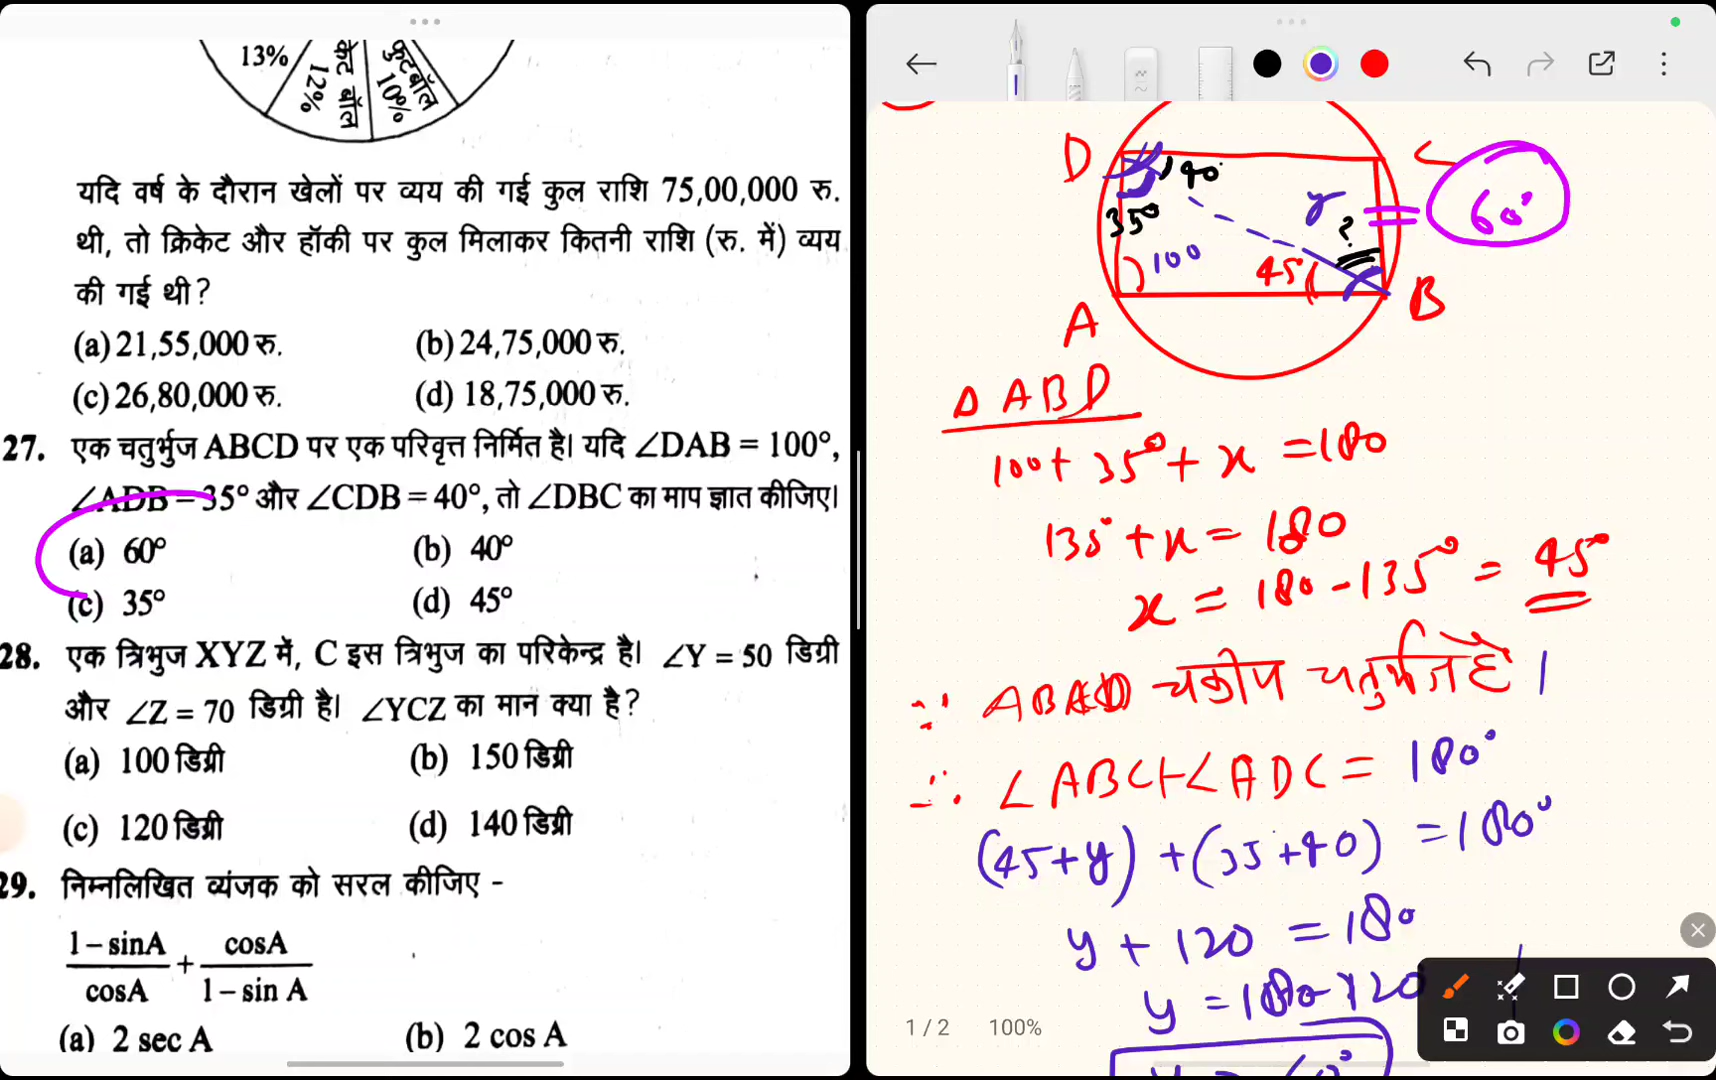 13%
केट बॉल
12%
फुटबॉल
10%
यदि वर्ष के दौरान खेलों पर व्यय की गई कुल राशि 75,00,000 रु.
थी, तो क्रिकेट और हॉकी पर कुल मिलाकर कितनी राशि (रु. में) व्यय
की गई थी?
(a) 21,55,000 रु. (b) 24,75,000 रु.
(c) 26,80,000 रु. (d) 18,75,000 रु.
27. एक चतुर्भुज ABCD पर एक परिवृत्त निर्मित है। यदि ∠DAB = 100°,
∠ADB = 35° और ∠CDB = 40°, तो ∠DBC का माप ज्ञात कीजिए।
(a) 60° (b) 40°
(c) 35° (d) 45°
28. एक त्रिभुज XYZ में, C इस त्रिभुज का परिकेन्द्र है। ∠Y = 50 डिग्री
और ∠Z = 70 डिग्री है। ∠YCZ का मान क्या है?
(a) 100 डिग्री (b) 150 डिग्री
(c) 120 डिग्री (d) 140 डिग्री
29. निम्नलिखित व्यंजक को सरल कीजिए -
1 – sinA / cosA + cosA / 1 – sin A
(a) 2 sec A (b) 2 cos A
D
40
C
60°
35°
y
?
100
45
A
B
Δ ABD
100 + 35° + x = 180
135° + x = 180
x = 180 - 135° = 45°
∵ चक्रीय चतुर्भुज है।
∴ ∠ABC + ∠ADC = 180°
(45 + y) + (35 + 40) = 180°
y + 120 = 180
y = 180 - 120
1 / 2 100%